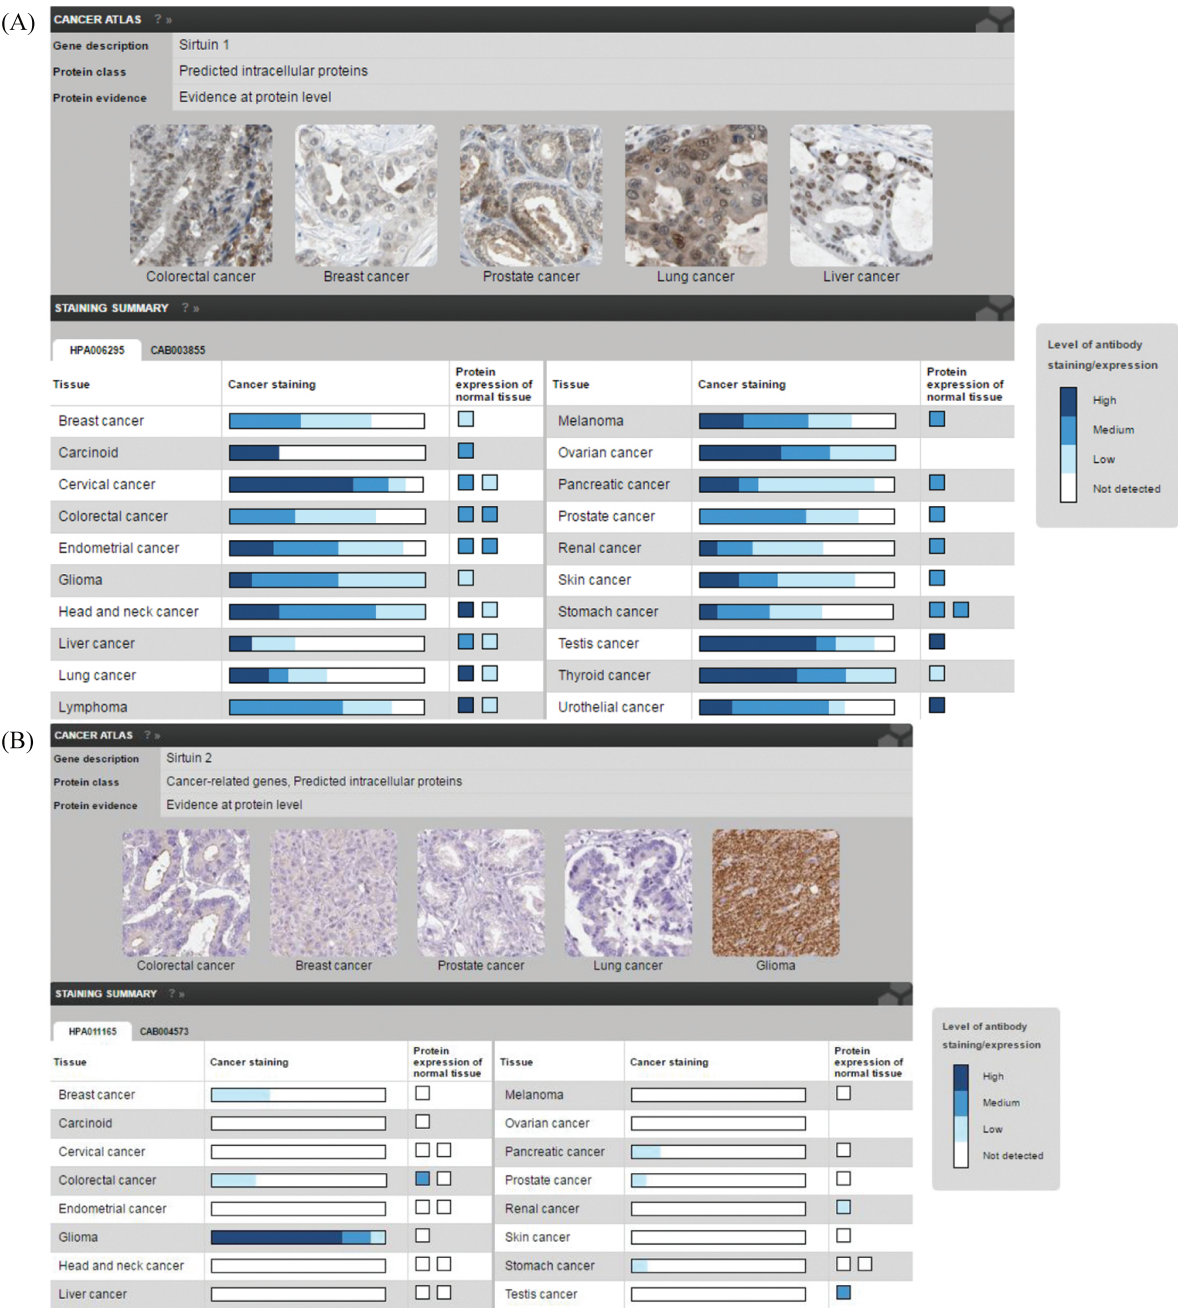 (A)
CANCER ATLAS ? »
Gene description Sirtuin 1
Protein class Predicted intracellular proteins
Protein evidence Evidence at protein level
Colorectal cancer Breast cancer Prostate cancer Lung cancer Liver cancer
STAINING SUMMARY ? »
HPA006295 CAB003855
Tissue Cancer staining Protein expression of normal tissue Tissue Cancer staining Protein expression of normal tissue
Breast cancer Melanoma
Carcinoid Ovarian cancer
Cervical cancer Pancreatic cancer
Colorectal cancer Prostate cancer
Endometrial cancer Renal cancer
Glioma Skin cancer
Head and neck cancer Stomach cancer
Liver cancer Testis cancer
Lung cancer Thyroid cancer
Lymphoma Urothelial cancer
Level of antibody
staining/expression
High
Medium
Low
Not detected
(B)
CANCER ATLAS ? »
Gene description Sirtuin 2
Protein class Cancer-related genes, Predicted intracellular proteins
Protein evidence Evidence at protein level
Colorectal cancer Breast cancer Prostate cancer Lung cancer Glioma
STAINING SUMMARY ? »
HPA011165 CAB004573
Tissue Cancer staining Protein expression of normal tissue Tissue Cancer staining Protein expression of normal tissue
Breast cancer Melanoma
Carcinoid Ovarian cancer
Cervical cancer Pancreatic cancer
Colorectal cancer Prostate cancer
Endometrial cancer Renal cancer
Glioma Skin cancer
Head and neck cancer Stomach cancer
Liver cancer Testis cancer
Level of antibody
staining/expression
High
Medium
Low
Not detected